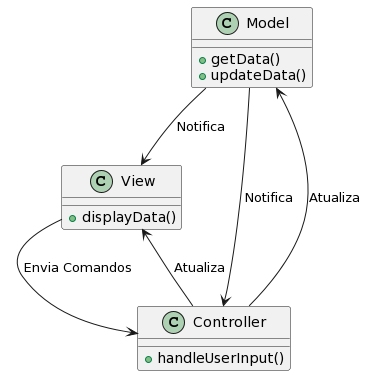 C Model
getData()
updateData()
Notifica
C View
displayData()
Notifica
Atualiza
Envia Comandos
Atualiza
C Controller
handleUserInput()